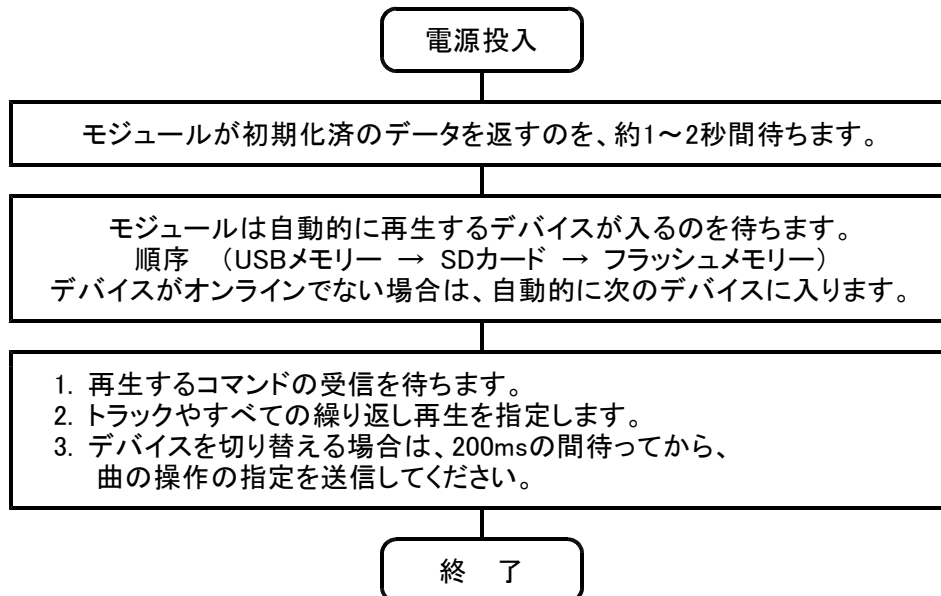 電源投入
モジュールが初期化済のデータを返すのを、約1～2秒間待ちます。
モジュールは自動的に再生するデバイスが入るのを待ちます。
順序　（USBメモリー → SDカード → フラッシュメモリー）
デバイスがオンラインでない場合は、自動的に次のデバイスに入ります。
1. 再生するコマンドの受信を待ちます。
2. トラックやすべての繰り返し再生を指定します。
3. デバイスを切り替える場合は、200msの間待ってから、
曲の操作の指定を送信してください。
終　了